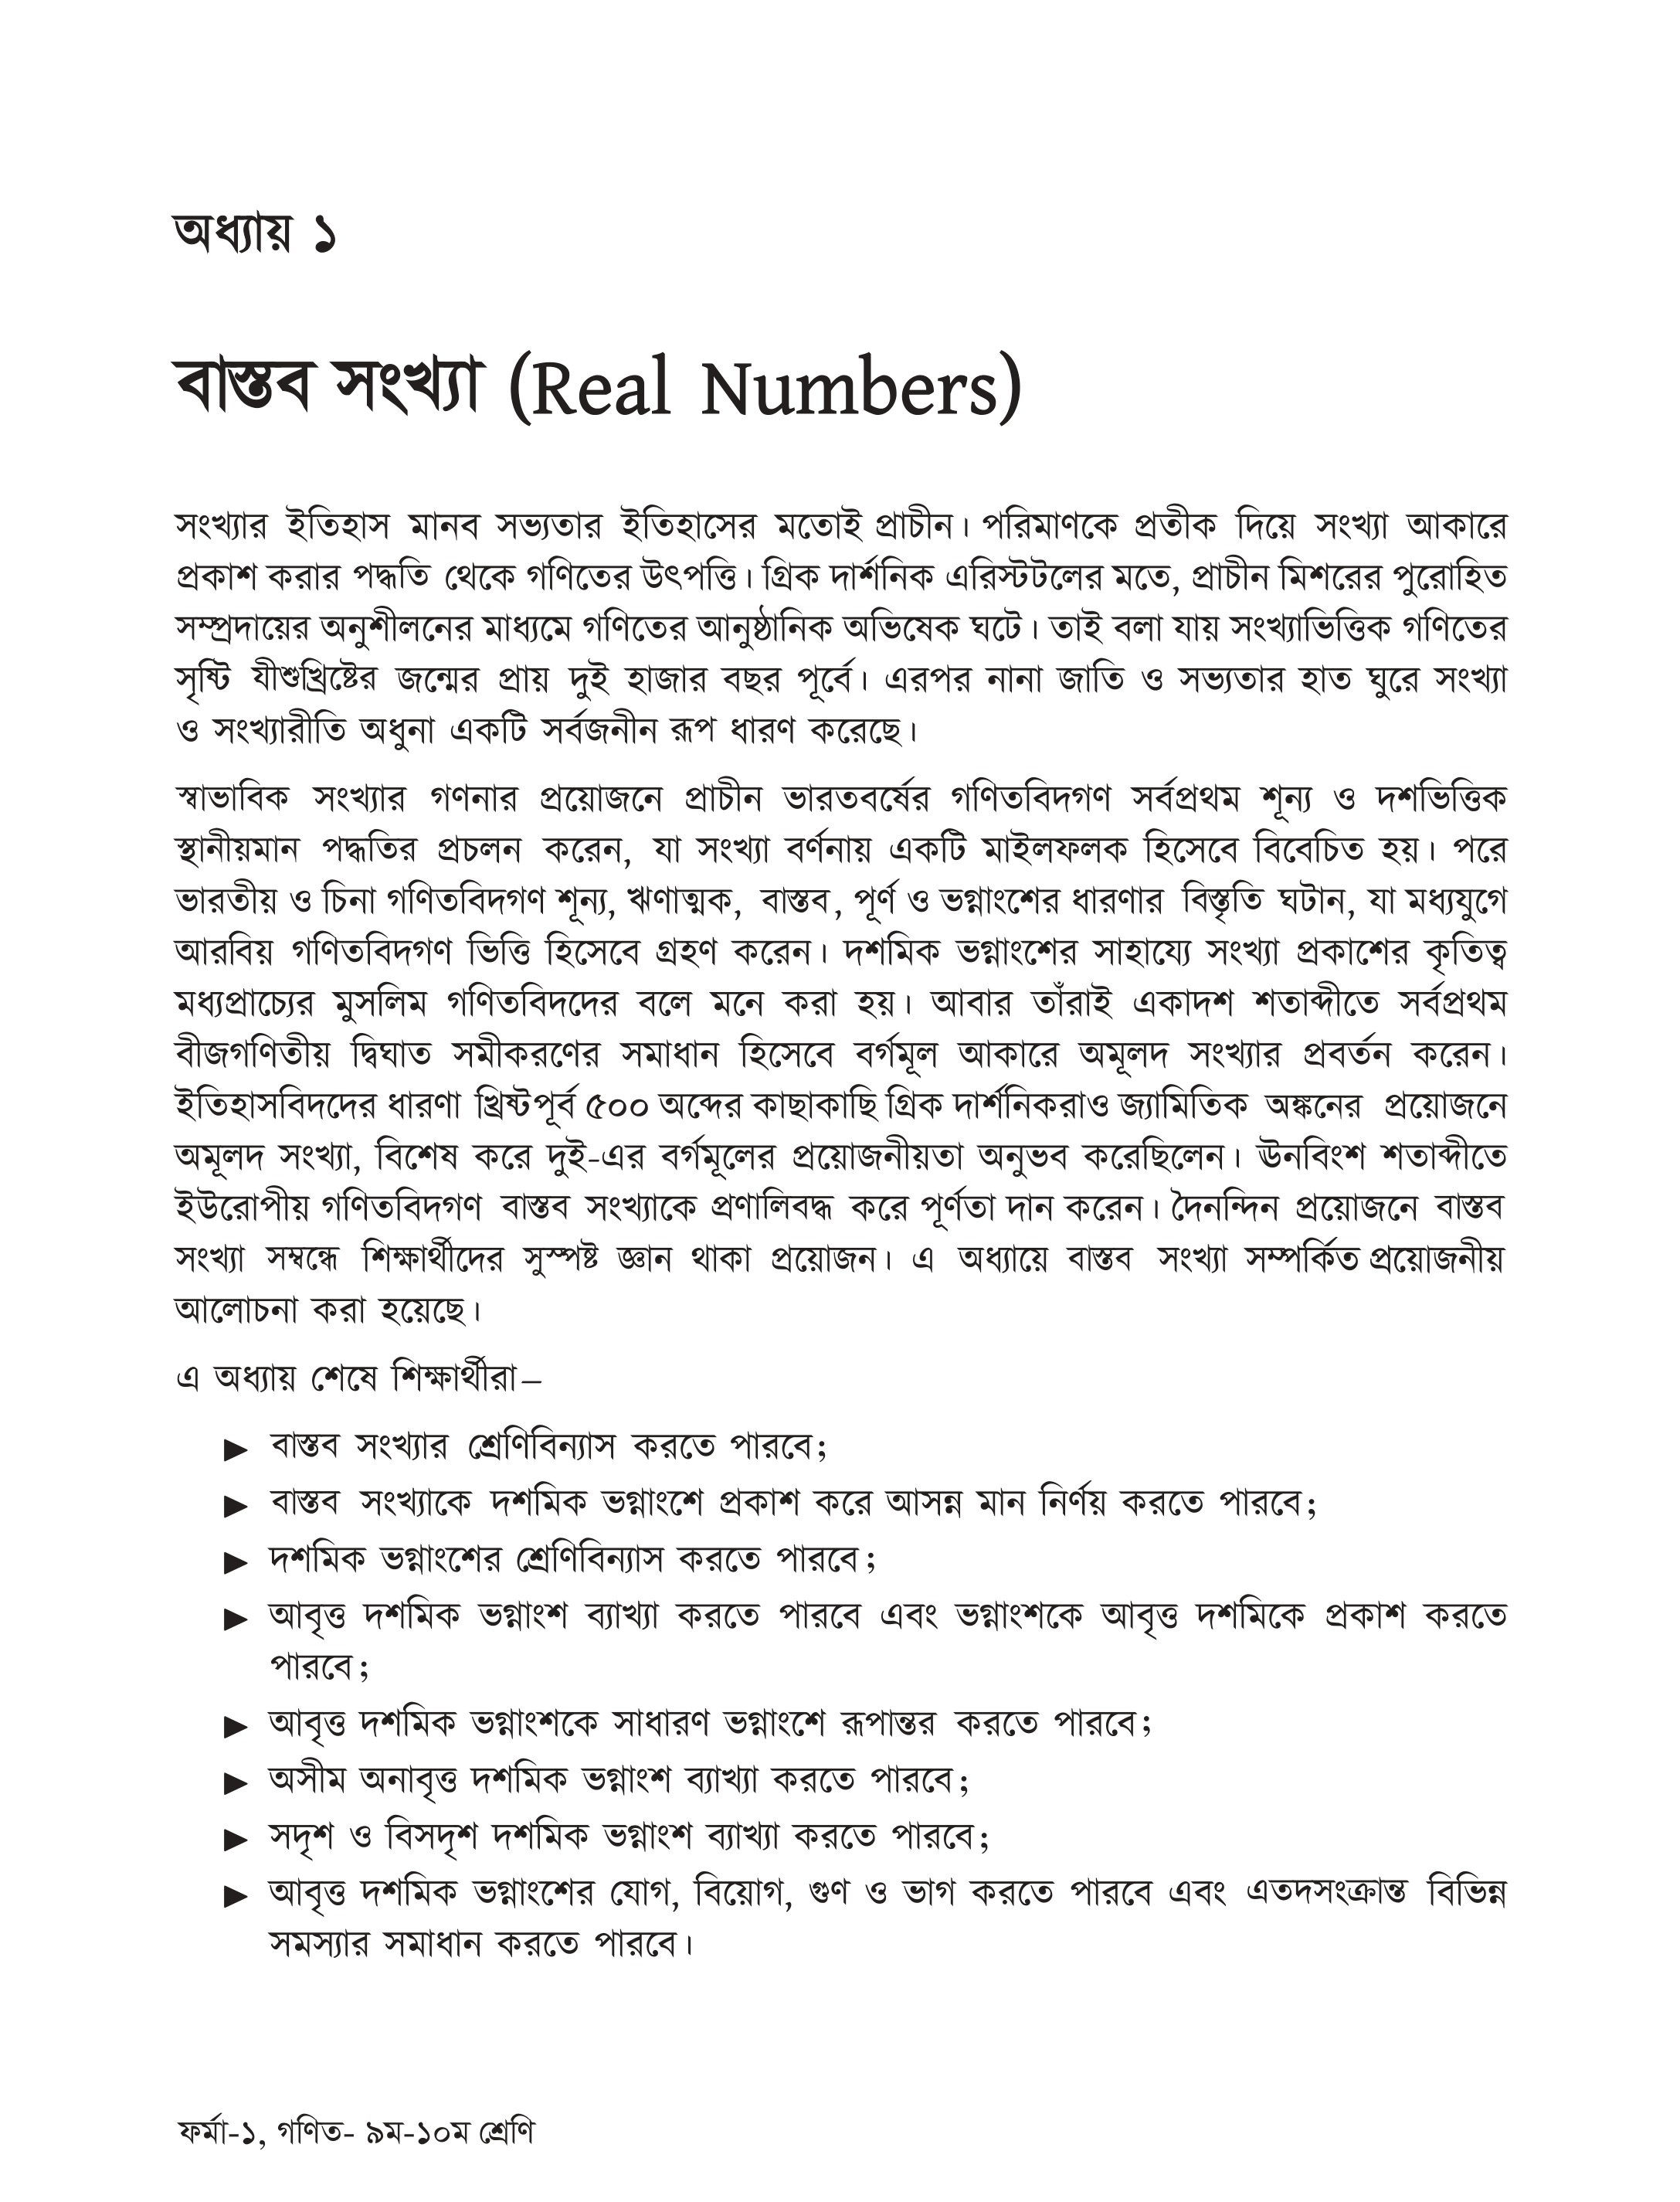 অধ্যায় ১
বাস্তব সংখ্যা (Real Numbers)
সংখ্যার ইতিহাস মানব সভ্যতার ইতিহাসের মতোই প্রাচীন। পরিমাণকে প্রতীক দিয়ে সংখ্যা আকারে
প্রকাশ করার পদ্ধতি থেকে গণিতের উৎপত্তি। গ্রিক দার্শনিক এরিস্টটলের মতে, প্রাচীন মিশরের পুরোহিত
সম্প্রদায়ের অনুশীলনের মাধ্যমে গণিতের আনুষ্ঠানিক অভিষেক ঘটে। তাই বলা যায় সংখ্যাভিত্তিক গণিতের
সৃষ্টি যীশুখ্রিষ্টের জন্মের প্রায় দুই হাজার বছর পূর্বে। এরপর নানা জাতি ও সভ্যতার হাত ঘুরে সংখ্যা
ও সংখ্যারীতি অধুনা একটি সর্বজনীন রূপ ধারণ করেছে।
স্বাভাবিক সংখ্যার গণনার প্রয়োজনে প্রাচীন ভারতবর্ষের গণিতবিদগণ সর্বপ্রথম শূন্য ও দশভিত্তিক
স্থানীয়মান পদ্ধতির প্রচলন করেন, যা সংখ্যা বর্ণনায় একটি মাইলফলক হিসেবে বিবেচিত হয়। পরে
ভারতীয় ও চিনা গণিতবিদগণ শূন্য, ঋণাত্মক, বাস্তব, পূর্ণ ও ভগ্নাংশের ধারণার বিস্তৃতি ঘটান, যা মধ্যযুগে
আরবিয় গণিতবিদগণ ভিত্তি হিসেবে গ্রহণ করেন। দশমিক ভগ্নাংশের সাহায্যে সংখ্যা প্রকাশের কৃতিত্ব
মধ্যপ্রাচ্যের মুসলিম গণিতবিদদের বলে মনে করা হয়। আবার তাঁরাই একাদশ শতাব্দীতে সর্বপ্রথম
বীজগণিতীয় দ্বিঘাত সমীকরণের সমাধান হিসেবে বর্গমূল আকারে অমূলদ সংখ্যার প্রবর্তন করেন।
ইতিহাসবিদদের ধারণা খ্রিষ্টপূর্ব ৫০০ অব্দের কাছাকাছি গ্রিক দার্শনিকরাও জ্যামিতিক অঙ্কনের প্রয়োজনে
অমূলদ সংখ্যা, বিশেষ করে দুই-এর বর্গমূলের প্রয়োজনীয়তা অনুভব করেছিলেন। ঊনবিংশ শতাব্দীতে
ইউরোপীয় গণিতবিদগণ বাস্তব সংখ্যাকে প্রণালিবদ্ধ করে পূর্ণতা দান করেন। দৈনন্দিন প্রয়োজনে বাস্তব
সংখ্যা সম্বন্ধে শিক্ষার্থীদের সুস্পষ্ট জ্ঞান থাকা প্রয়োজন। এ অধ্যায়ে বাস্তব সংখ্যা সম্পর্কিত প্রয়োজনীয়
আলোচনা করা হয়েছে।
এ অধ্যায় শেষে শিক্ষার্থীরা–
▶ বাস্তব সংখ্যার শ্রেণিবিন্যাস করতে পারবে;
▶ বাস্তব সংখ্যাকে দশমিক ভগ্নাংশে প্রকাশ করে আসন্ন মান নির্ণয় করতে পারবে;
▶ দশমিক ভগ্নাংশের শ্রেণিবিন্যাস করতে পারবে;
▶ আবৃত্ত দশমিক ভগ্নাংশ ব্যাখ্যা করতে পারবে এবং ভগ্নাংশকে আবৃত্ত দশমিকে প্রকাশ করতে
পারবে;
▶ আবৃত্ত দশমিক ভগ্নাংশকে সাধারণ ভগ্নাংশে রূপান্তর করতে পারবে;
▶ অসীম অনাবৃত্ত দশমিক ভগ্নাংশ ব্যাখ্যা করতে পারবে;
▶ সদৃশ ও বিসদৃশ দশমিক ভগ্নাংশ ব্যাখ্যা করতে পারবে;
▶ আবৃত্ত দশমিক ভগ্নাংশের যোগ, বিয়োগ, গুণ ও ভাগ করতে পারবে এবং এতদসংক্রান্ত বিভিন্ন
সমস্যার সমাধান করতে পারবে।
ফর্মা-১, গণিত- ৯ম-১০ম শ্রেণি